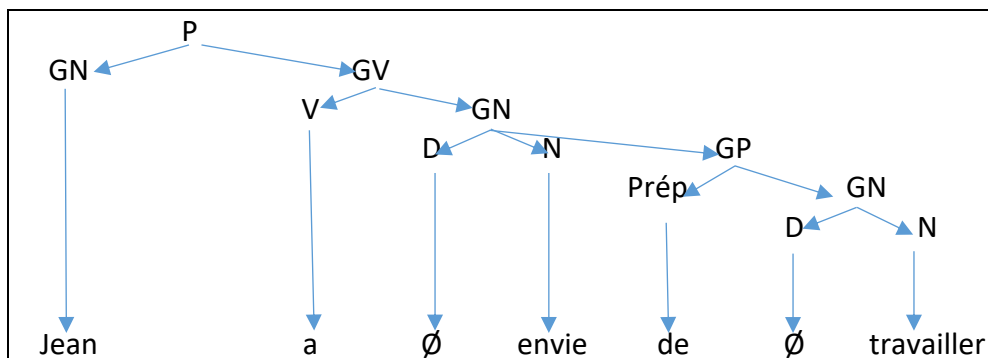 P
GN GV
V GN
D N GP
Prép GN
D N
Jean a Ø envie de Ø travailler